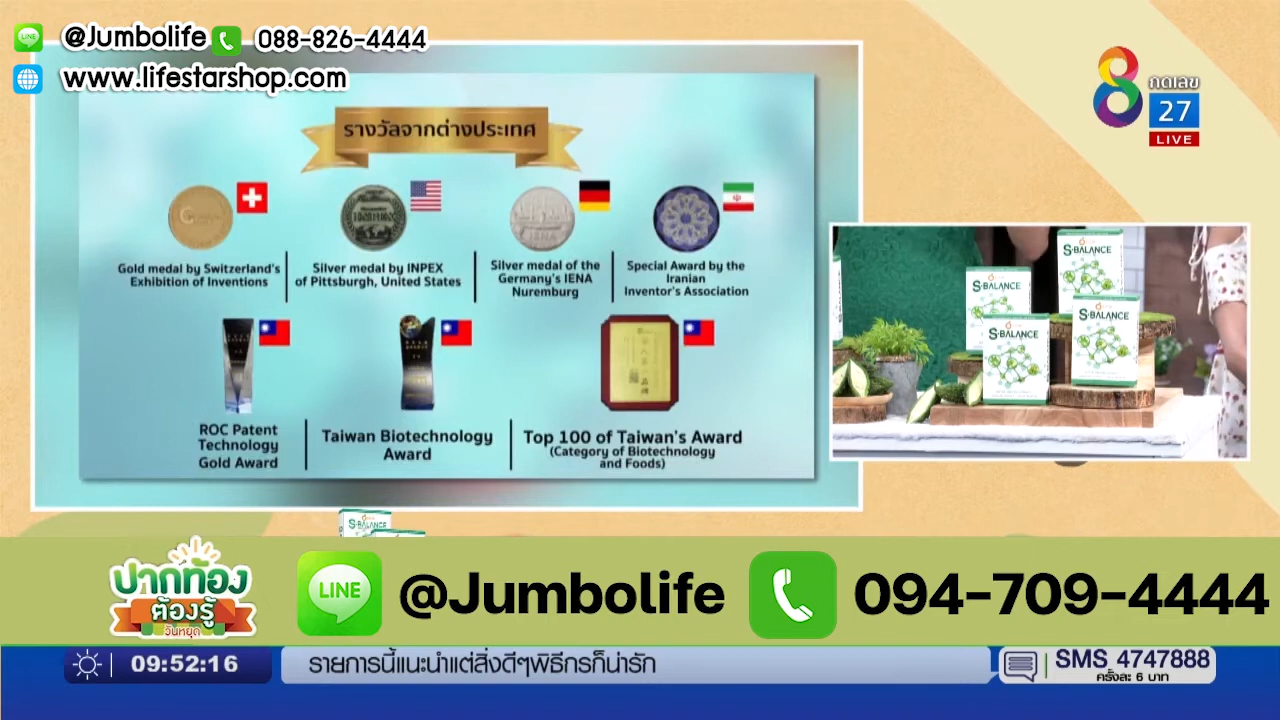 @Jumbolife 088-826-4444
www.lifestarshop.com
กดเลข
27
LIVE
รางวัลจากต่างประเทศ
Gold medal by Switzerland's
Exhibition of Inventions
Silver medal by INPEX
of Pittsburgh, United States
Silver medal of the
Germany's IENA
Nuremburg
Special Award by the
Iranian
Inventor's Association
ROC Patent
Technology
Gold Award
Taiwan Biotechnology
Award
Top 100 of Taiwan's Award
(Category of Biotechnology
and Foods)
S-BALANCE
S-BALANCE
S-BALANCE
S-BALANCE
S-BALANCE
ปากท้อง
ต้องรู้
วันหยุด
LINE
@Jumbolife
094-709-4444
09:52:16
รายการนี้แนะนำแต่สิ่งดีๆพิธีกรก็น่ารัก
SMS 4747888
ครั้งละ 6 บาท